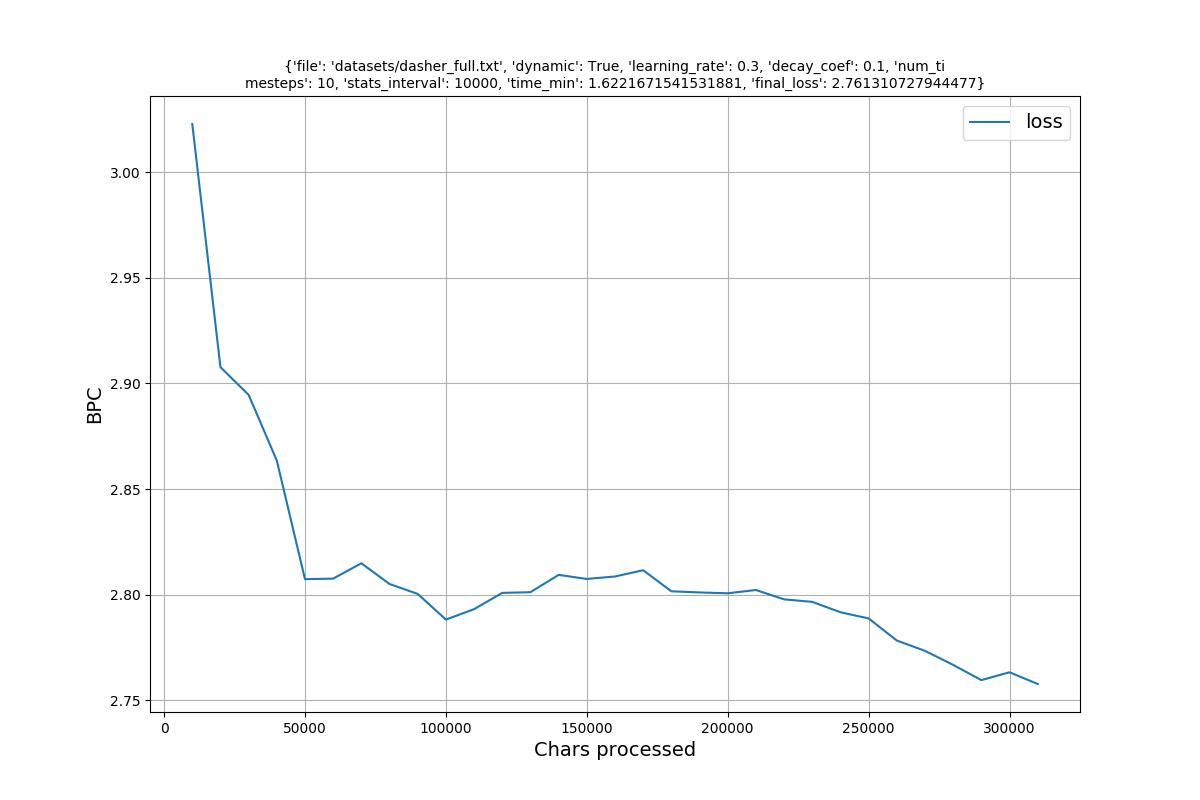 {'file': 'datasets/dasher_full.txt', 'dynamic': True, 'learning_rate': 0.3, 'decay_coef': 0.1, 'num_ti
mesteps': 10, 'stats_interval': 10000, 'time_min': 1.6221671541531881, 'final_loss': 2.761310727944477}
loss
3.00
2.95
2.90
2.85
2.80
2.75
BPC
0
50000
100000
150000
200000
250000
300000
Chars processed